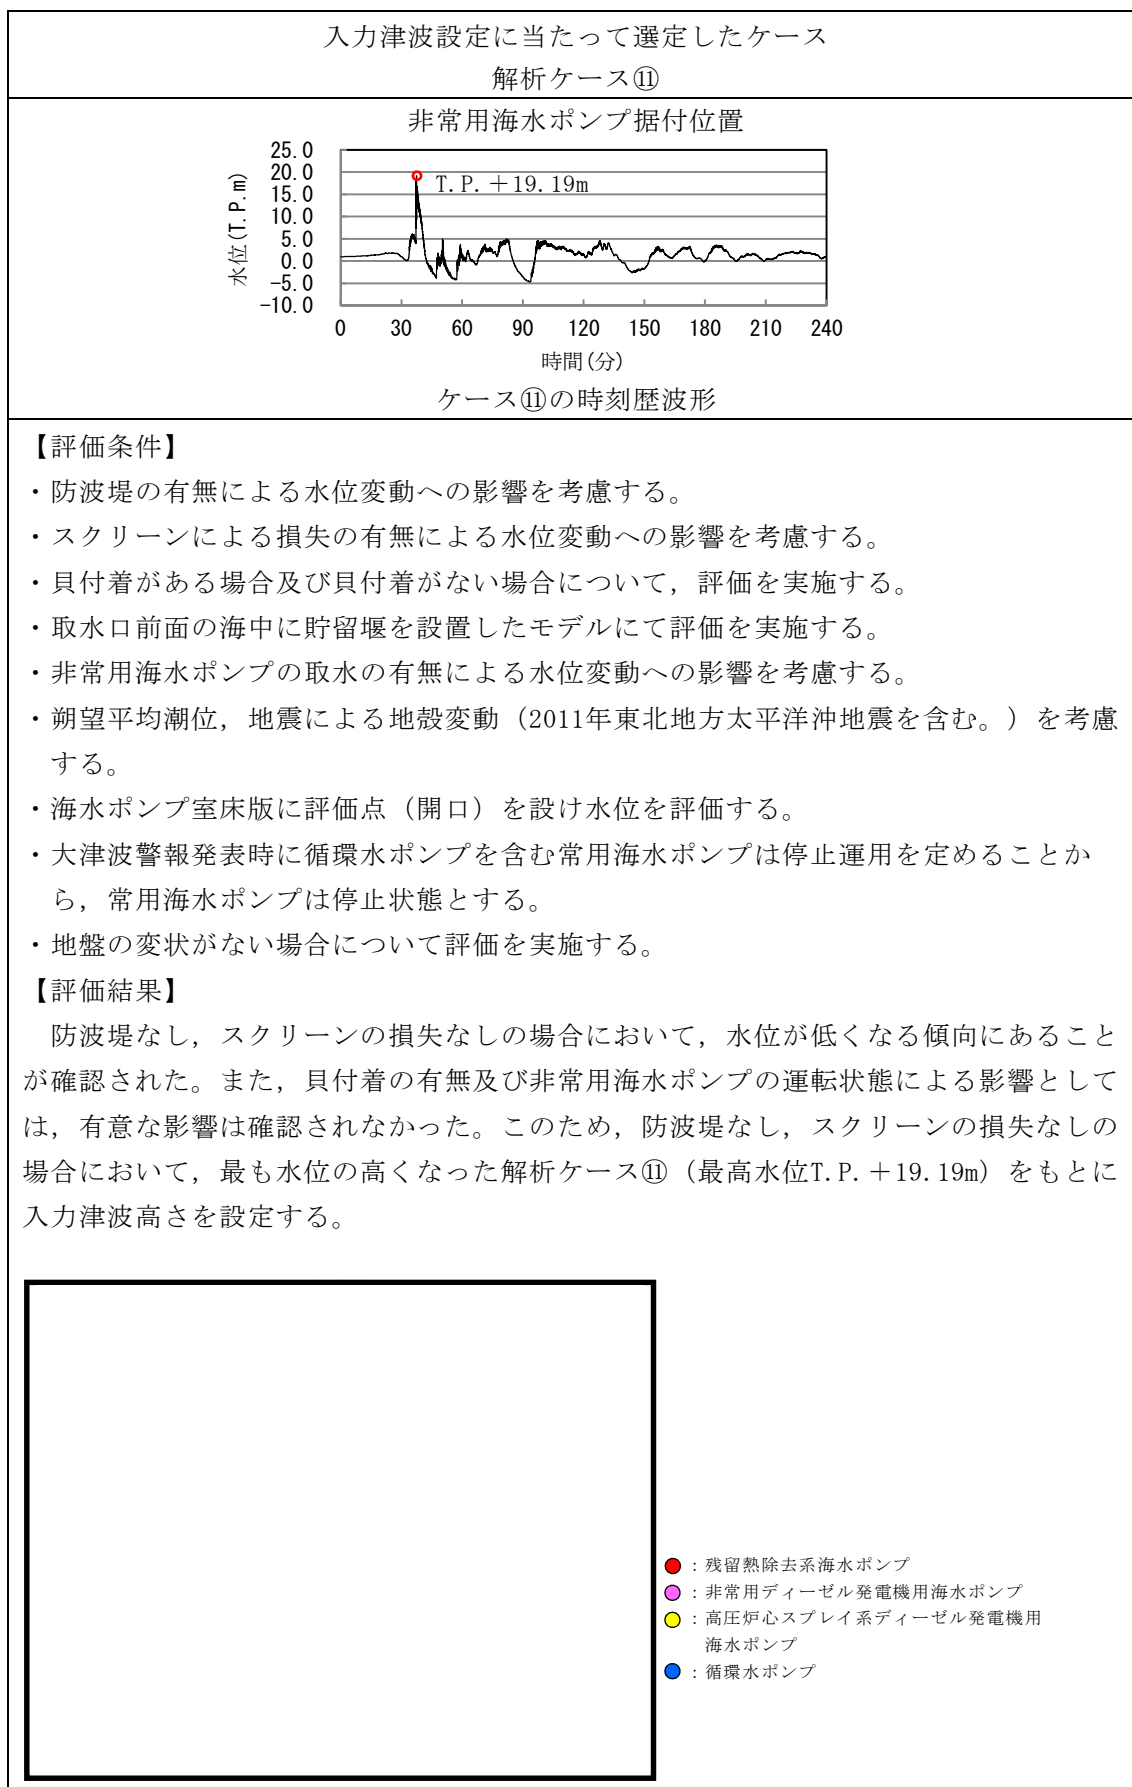 入力津波設定に当たって選定したケース
解析ケース⑪
非常用海水ポンプ据付位置
水位(T.P.m)
25.0
20.0
15.0
10.0
5.0
0.0
-5.0
-10.0
T.P.+19.19m
0 30 60 90 120 150 180 210 240
時間(分)
ケース⑪の時刻歴波形
【評価条件】
・防波堤の有無による水位変動への影響を考慮する。
・スクリーンによる損失の有無による水位変動への影響を考慮する。
・貝付着がある場合及び貝付着がない場合について，評価を実施する。
・取水口前面の海中に貯留堰を設置したモデルにて評価を実施する。
・非常用海水ポンプの取水の有無による水位変動への影響を考慮する。
・朔望平均潮位，地震による地殻変動（2011年東北地方太平洋沖地震を含む。）を考慮
する。
・海水ポンプ室床版に評価点（開口）を設け水位を評価する。
・大津波警報発表時に循環水ポンプを含む常用海水ポンプは停止運用を定めることか
ら，常用海水ポンプは停止状態とする。
・地盤の変状がない場合について評価を実施する。
【評価結果】
防波堤なし，スクリーンの損失なしの場合において，水位が低くなる傾向にあること
が確認された。また，貝付着の有無及び非常用海水ポンプの運転状態による影響として
は，有意な影響は確認されなかった。このため，防波堤なし，スクリーンの損失なしの
場合において，最も水位の高くなった解析ケース⑪（最高水位T.P.＋19.19m）をもとに
入力津波高さを設定する。
：残留熱除去系海水ポンプ
：非常用ディーゼル発電機用海水ポンプ
：高圧炉心スプレイ系ディーゼル発電機用
海水ポンプ
：循環水ポンプ